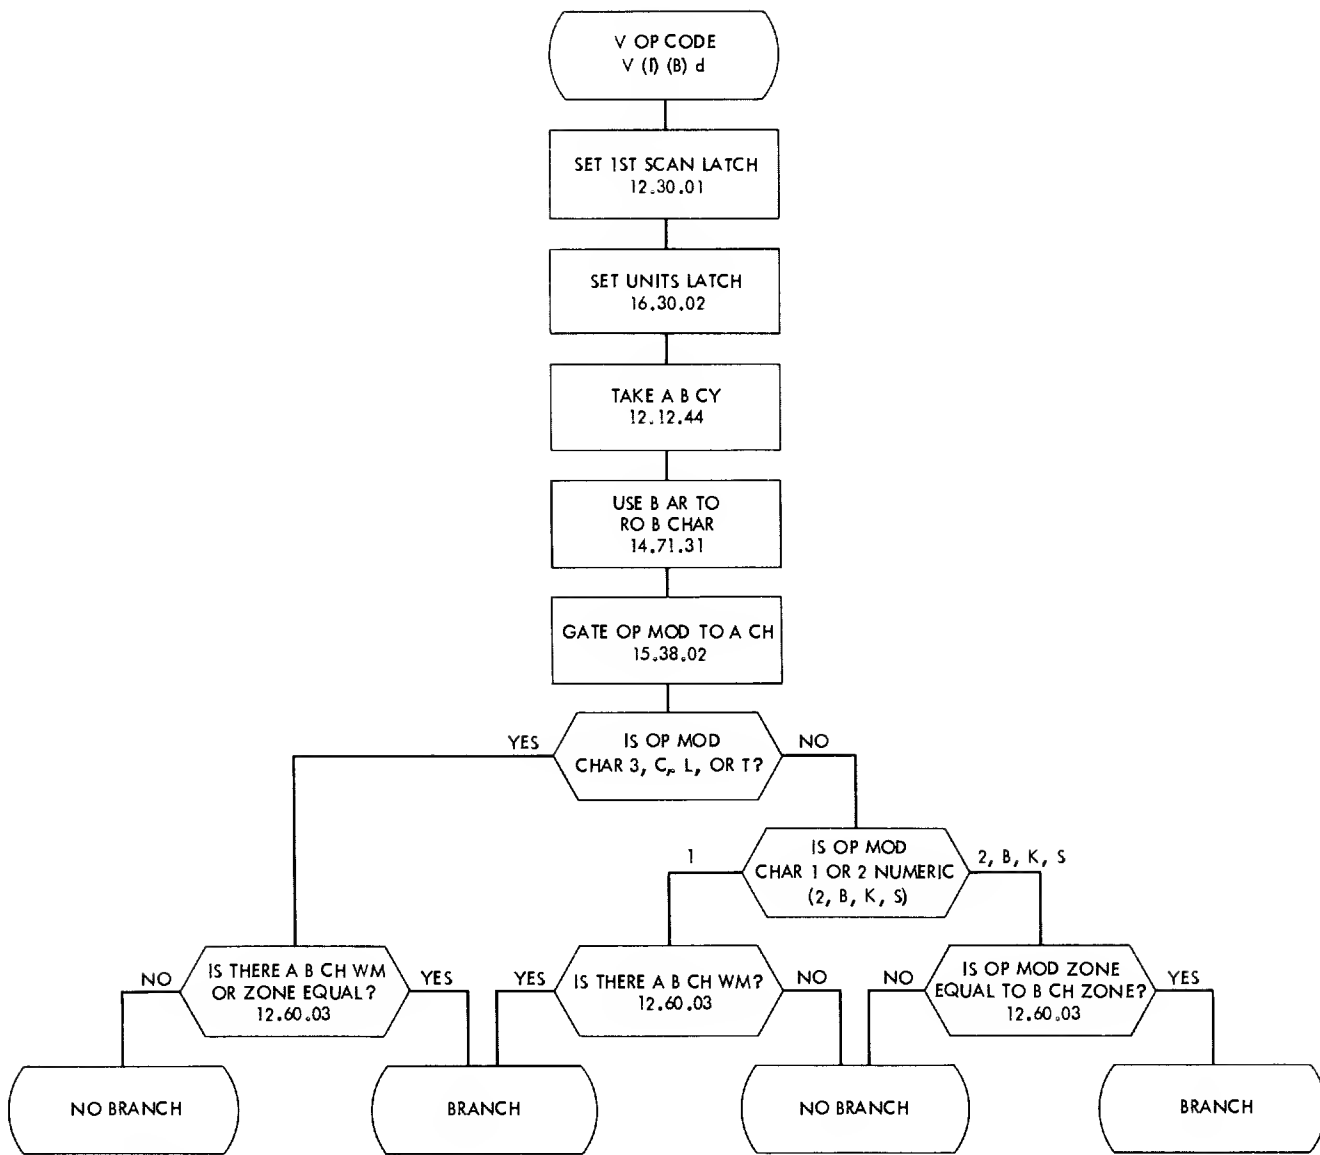 V OP CODE
V (I) (B) d
SET 1ST SCAN LATCH
12.30.01
SET UNITS LATCH
16.30.02
TAKE A B CY
12.12.44
USE B AR TO
RO B CHAR
14.71.31
GATE OP MOD TO A CH
15.38.02
YES
IS OP MOD
CHAR 3, C, L, OR T?
NO
1
IS OP MOD
CHAR 1 OR 2 NUMERIC
(2, B, K, S)
2, B, K, S
NO
IS THERE A B CH WM
OR ZONE EQUAL?
12.60.03
YES
YES
IS THERE A B CH WM?
12.60.03
NO
NO
IS OP MOD ZONE
EQUAL TO B CH ZONE?
12.60.03
YES
NO BRANCH
BRANCH
NO BRANCH
BRANCH